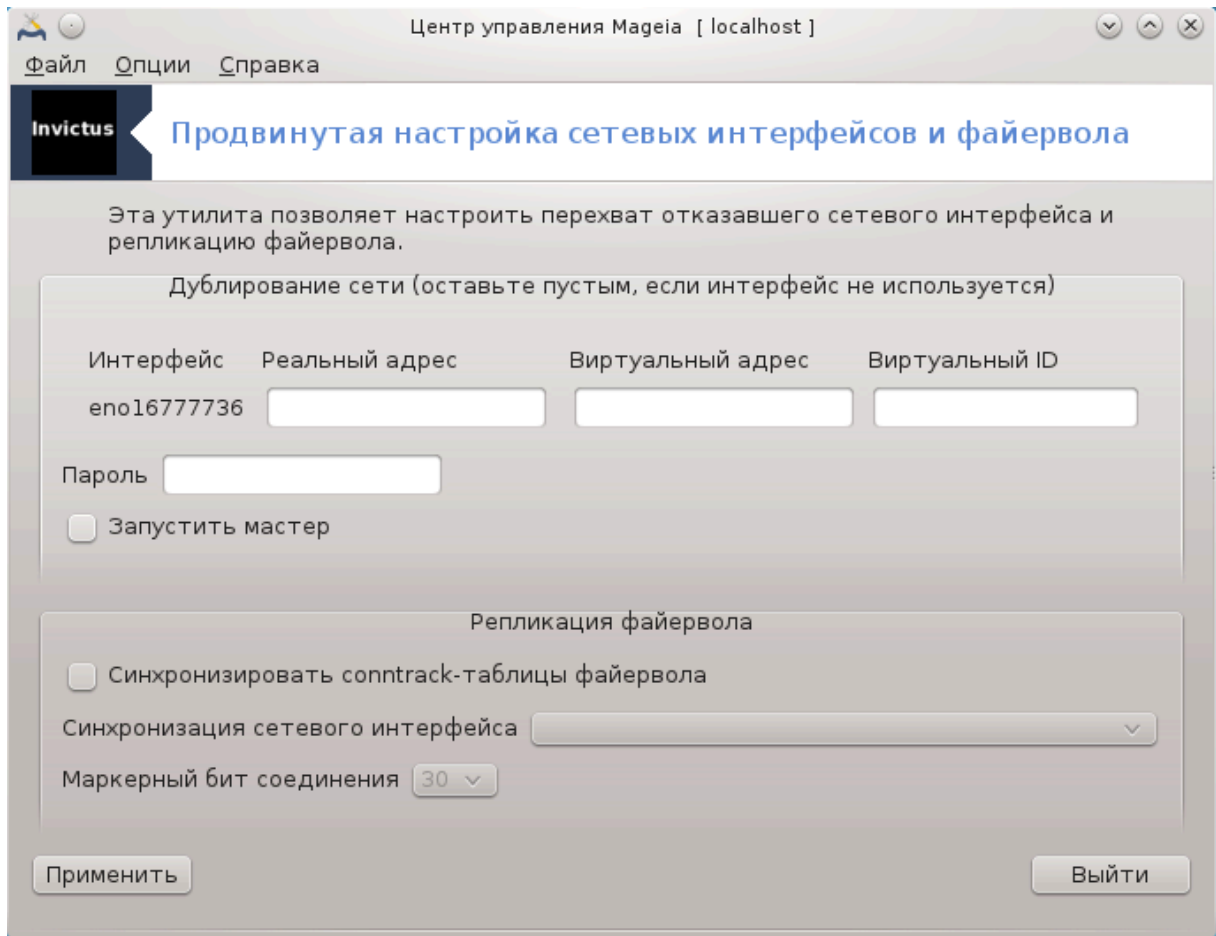 Центр управления Mageia [ localhost ]
Файл Опции Справка
Invictus
Продвинутая настройка сетевых интерфейсов и файервола
Эта утилита позволяет настроить перехват отказавшего сетевого интерфейса и
репликацию файервола.
Дублирование сети (оставьте пустым, если интерфейс не используется)
Интерфейс Реальный адрес Виртуальный адрес Виртуальный ID
eno16777736
Пароль
Запустить мастер
Репликация файервола
Синхронизировать conntrack-таблицы файервола
Синхронизация сетевого интерфейса
Маркерный бит соединения 30
Применить Выйти